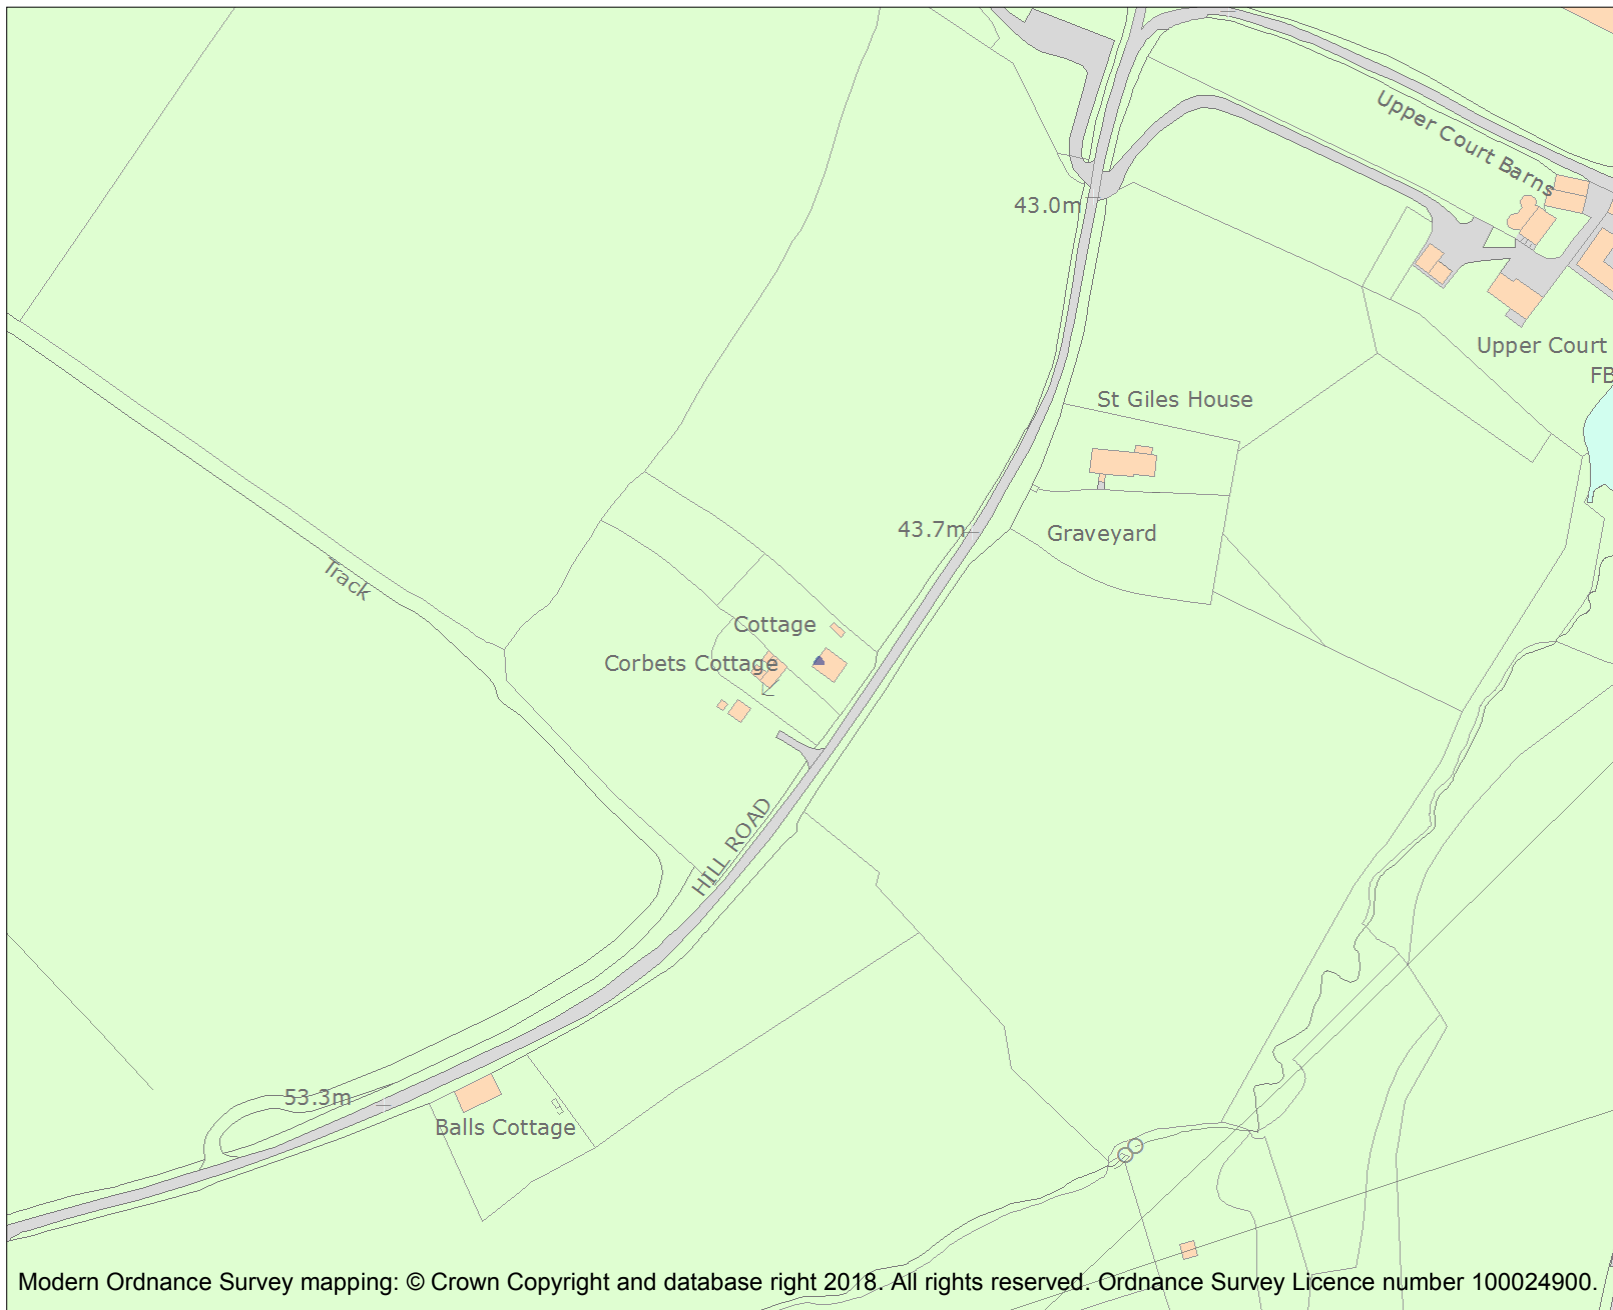 Upper Court Barns
43.0m
Upper Court
FB
St Giles House
43.7m
Graveyard
Track
Cottage
Corbets Cottage
HILL ROAD
53.3m
Balls Cottage
Modern Ordnance Survey mapping: © Crown Copyright and database right 2018. All rights reserved. Ordnance Survey Licence number 100024900.